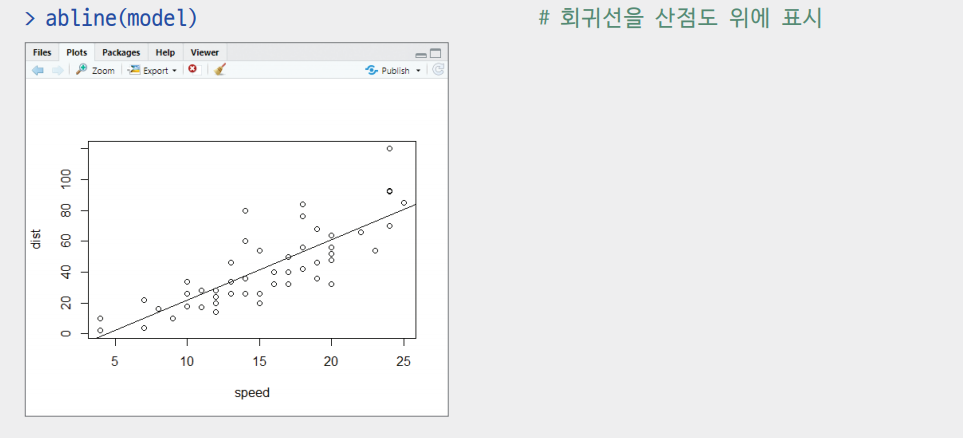 > abline(model) # 회귀선을 산점도 위에 표시
Files Plots Packages Help Viewer
Zoom Export Publish
dist
0 20 40 60 80 100
5 10 15 20 25
speed